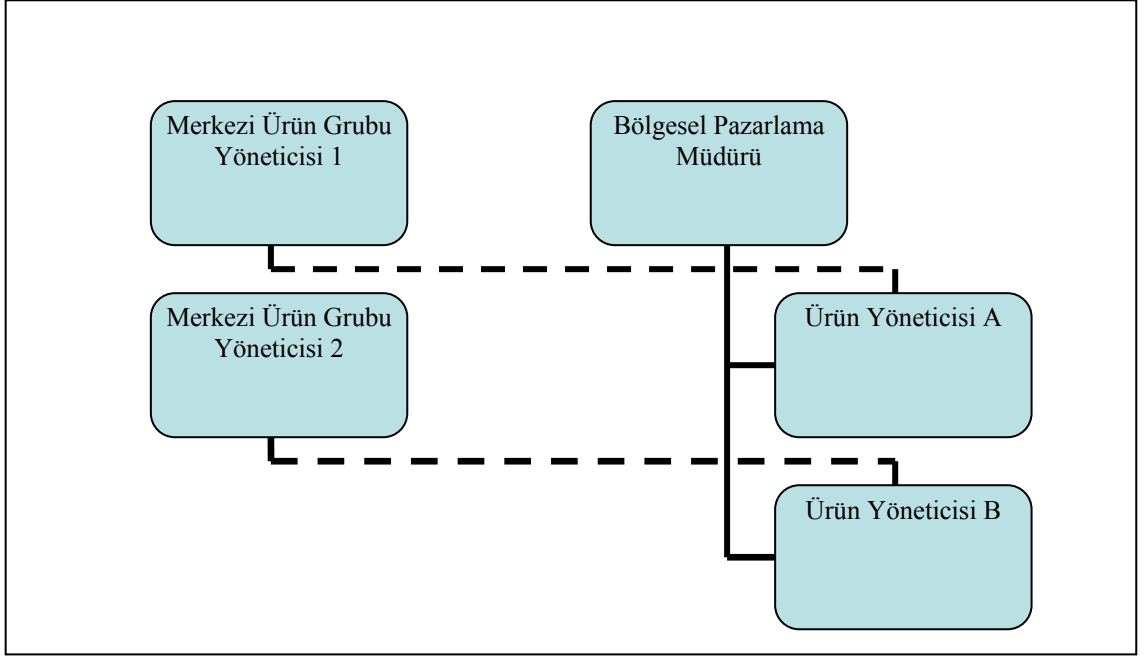 Merkezi Ürün Grubu
Yöneticisi 1
Bölgesel Pazarlama
Müdürü
Merkezi Ürün Grubu
Yöneticisi 2
Ürün Yöneticisi A
Ürün Yöneticisi B